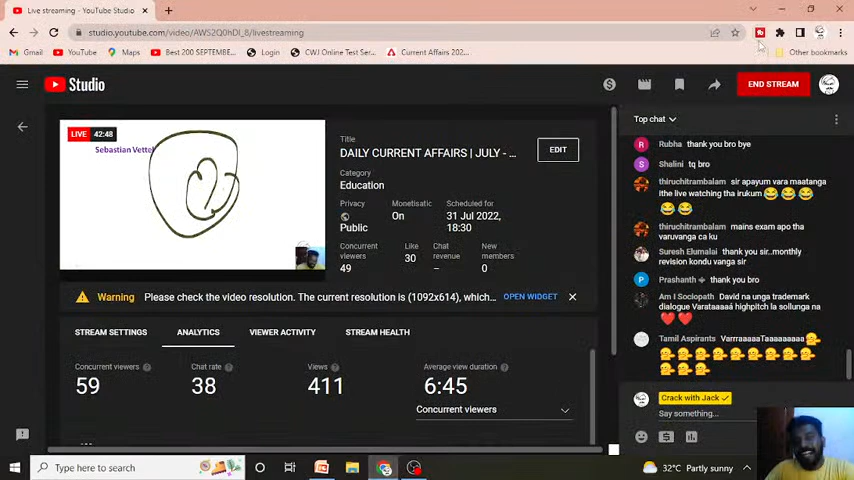 Live streaming - YouTube Studio
studio.youtube.com/video/AWS2Q0hDI_8/livestreaming
Gmail
YouTube
Maps
Best 200 SEPTEMBE...
Login
CWJ Online Test Ser...
Current Affairs 202...
Other bookmarks
Studio
END STREAM
LIVE 42:48
Sebastian Vettel
Title
DAILY CURRENT AFFAIRS | JULY - ...
EDIT
Category
Education
Privacy
Public
Monetisatic
On
Scheduled for
31 Jul 2022,
18:30
Concurrent
viewers
49
Like
30
Chat
revenue
–
New
members
0
Warning Please check the video resolution. The current resolution is (1092x614), which...
OPEN WIDGET
STREAM SETTINGS
ANALYTICS
VIEWER ACTIVITY
STREAM HEALTH
Concurrent viewers
59
Chat rate
38
Views
411
Average view duration
6:45
Concurrent viewers
Top chat
R Rubha thank you bro bye
S Shalini tq bro
thiruchitrambalam sir apayum vara maatanga
ithe live watching tha irukum
thiruchitrambalam mains exam apo tha
varuvanga ca ku
Suresh Elumalai thank you sir..monthly
revision kondu vanga sir
P Prashanth thank you bro
Am I Sociopath David na unga trademark
dialogue Varataaaaá highpitch la sollunga na
Tamil Aspirants VarrraaaaaTaaaaaaaaa
Crack with Jack
Say something...
Type here to search
32°C Partly sunny